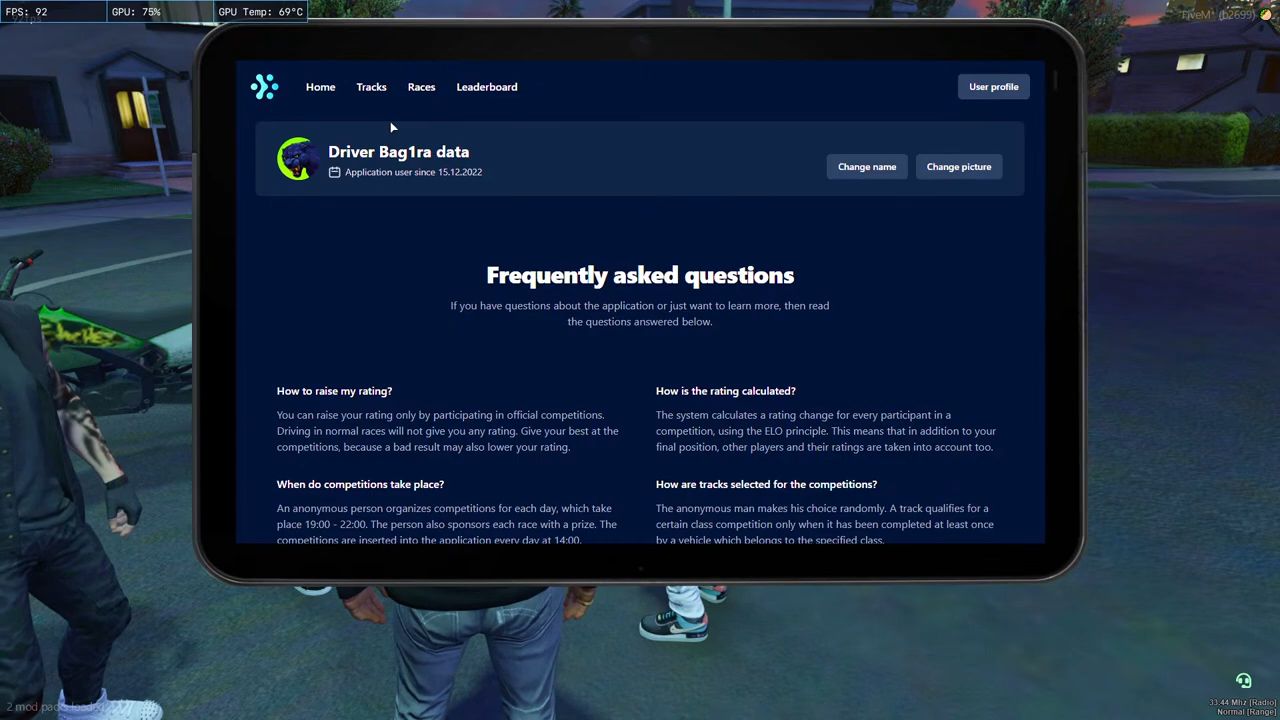 FPS: 92 GPU: 75% GPU Temp: 69°C
FiveM* (b2699)
Home Tracks Races Leaderboard User profile
Driver Bag1ra data
Application user since 15.12.2022
Change name Change picture
Frequently asked questions
If you have questions about the application or just want to learn more, then read
the questions answered below.
How to raise my rating?
You can raise your rating only by participating in official competitions.
Driving in normal races will not give you any rating. Give your best at the
competitions, because a bad result may also lower your rating.
How is the rating calculated?
The system calculates a rating change for every participant in a
competition, using the ELO principle. This means that in addition to your
final position, other players and their ratings are taken into account too.
When do competitions take place?
An anonymous person organizes competitions for each day, which take
place 19:00 - 22:00. The person also sponsors each race with a prize. The
competitions are inserted into the application every day at 14:00.
How are tracks selected for the competitions?
The anonymous man makes his choice randomly. A track qualifies for a
certain class competition only when it has been completed at least once
by a vehicle which belongs to the specified class.
2 mod packs loaded
33.44 Mhz [Radio]
Normal [Range]